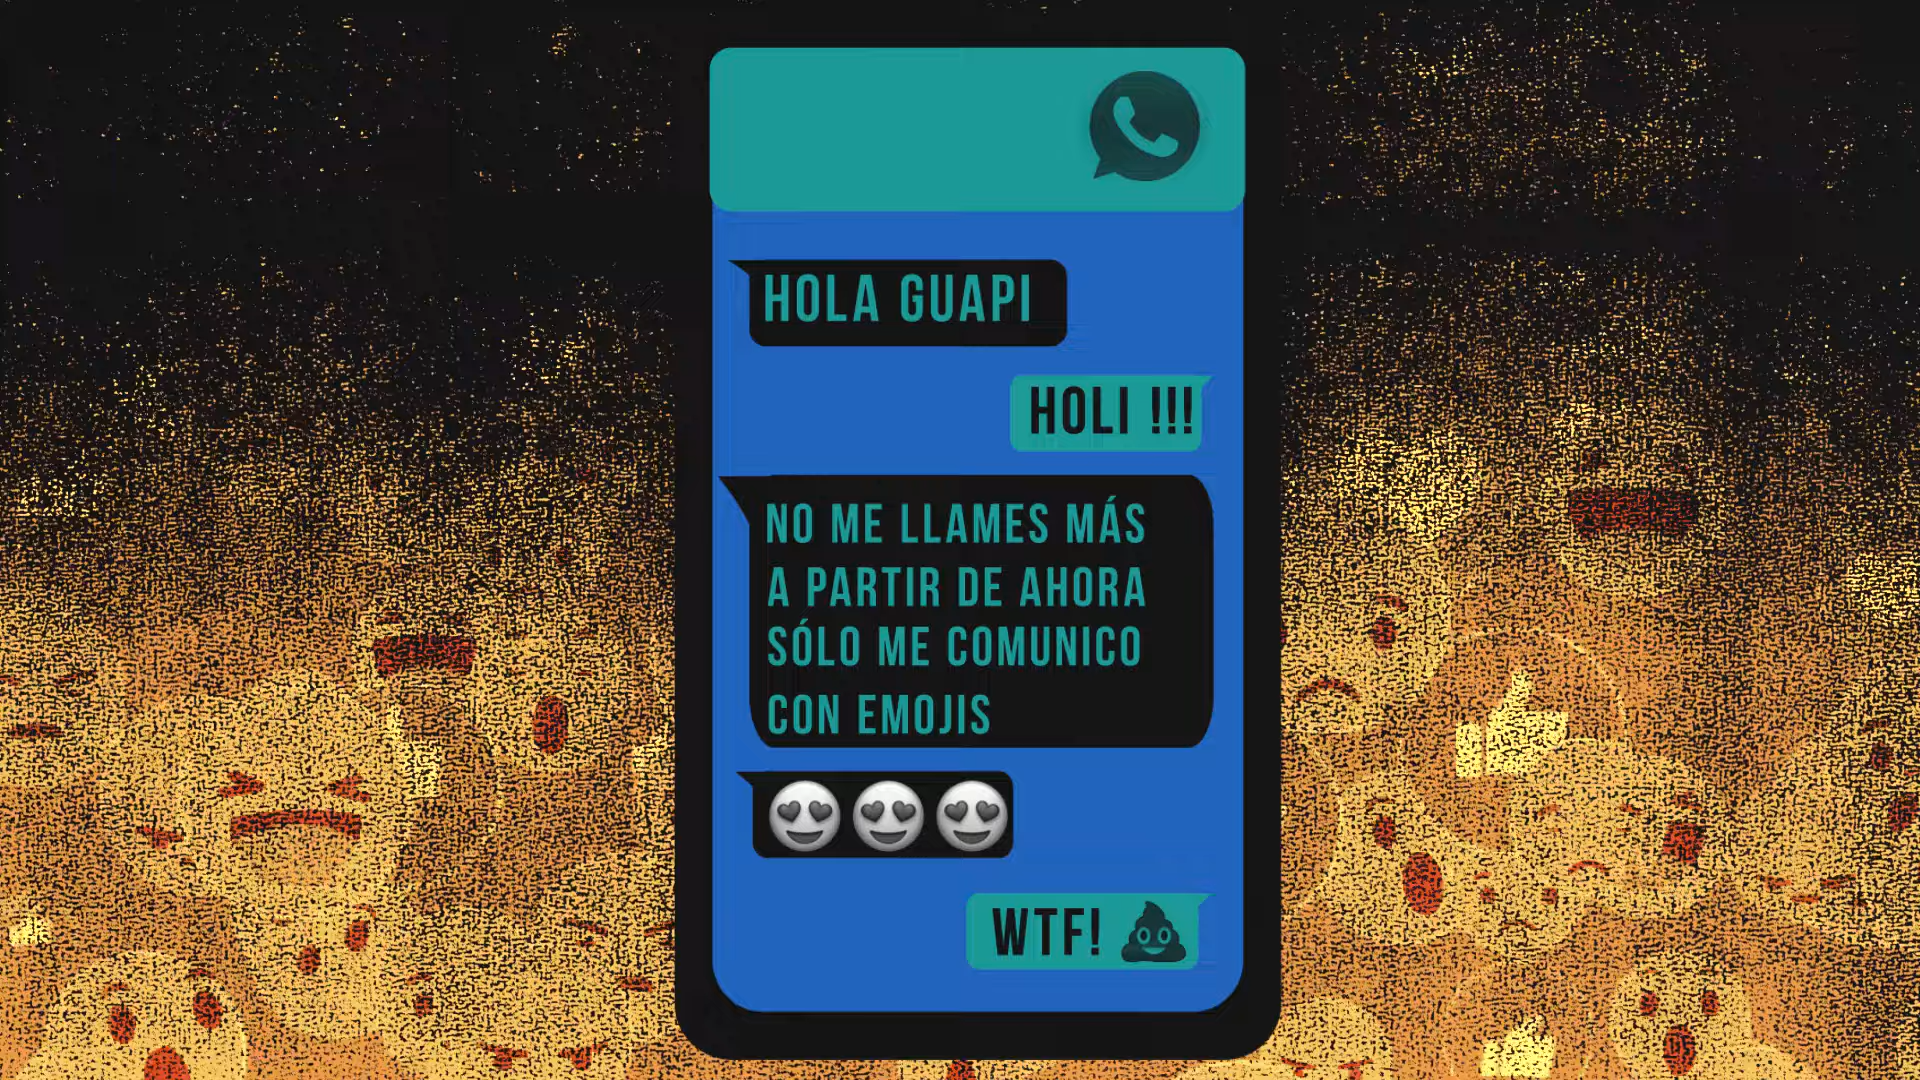 HOLA GUAPI
HOLI !!!
NO ME LLAMES MÁS
A PARTIR DE AHORA
SÓLO ME COMUNICO
CON EMOJIS
😍😍😍
WTF! 💩